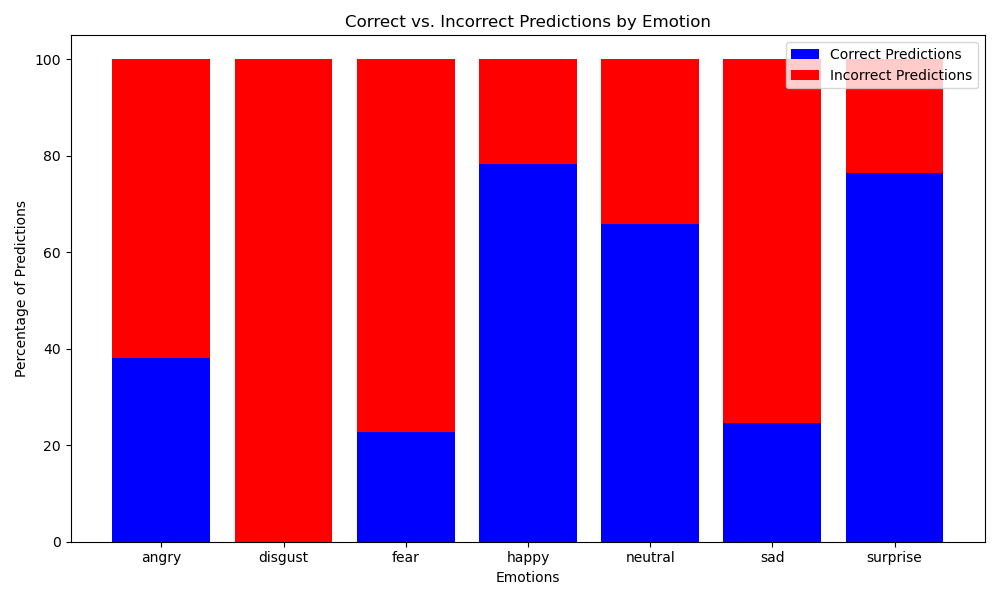 Correct vs. Incorrect Predictions by Emotion
Correct Predictions
Incorrect Predictions
Percentage of Predictions
100
80
60
40
20
0
angry disgust fear happy neutral sad surprise
Emotions